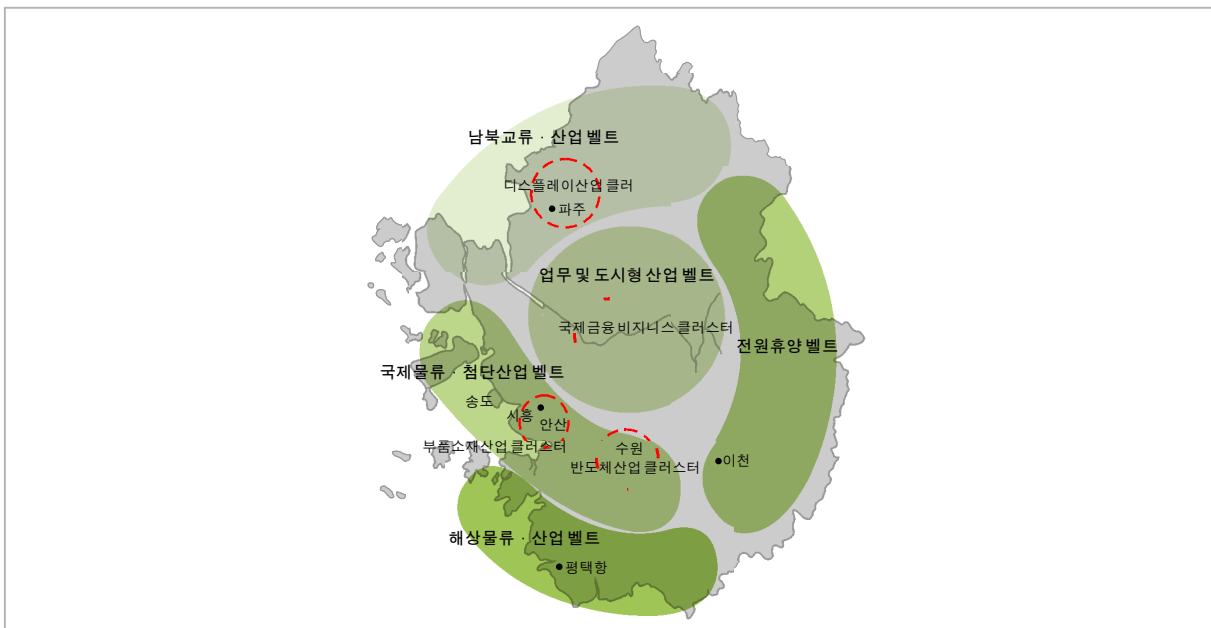 남북교류 · 산업 벨트
디스플레이산업 클러
파주
업무 및 도시형 산업 벨트
국제금융 비지니스 클러스터
전원휴양 벨트
국제물류 · 첨단산업 벨트
송도
시흥
안산
부품소재산업 클러스터
수원
반도체산업 클러스터
이천
해상물류 · 산업 벨트
평택항